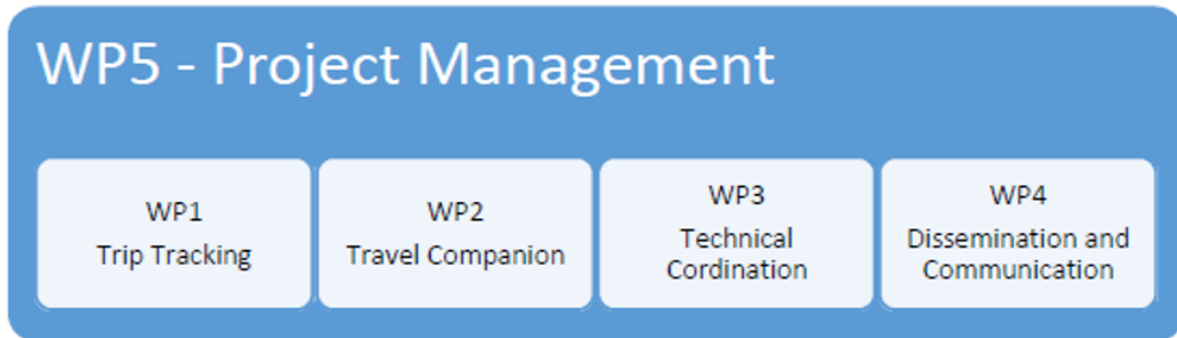 WP5 - Project Management
WP1
Trip Tracking
WP2
Travel Companion
WP3
Technical
Cordination
WP4
Dissemination and
Communication